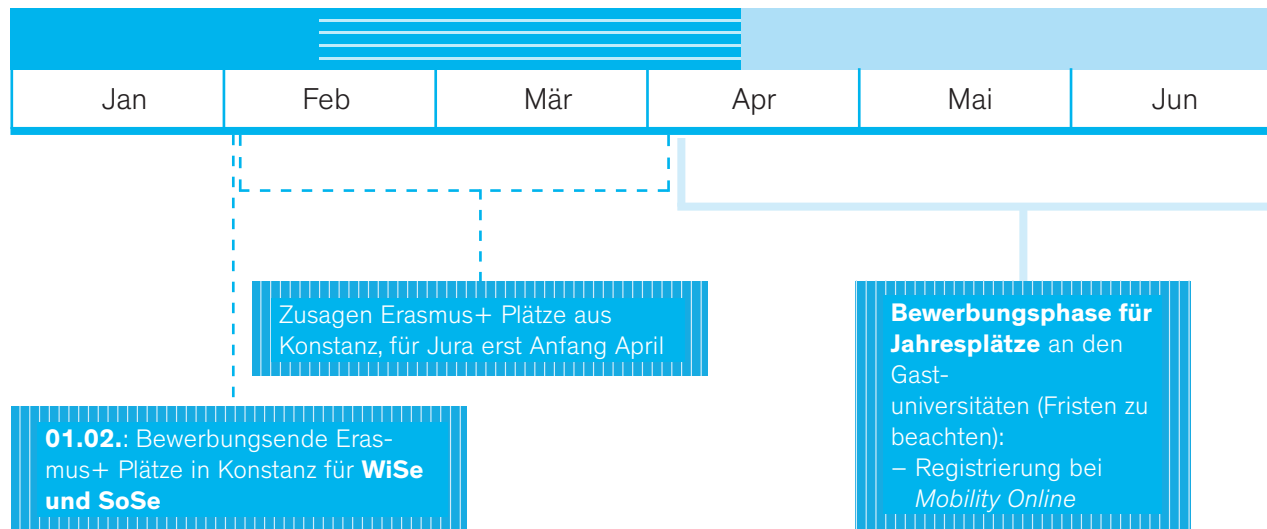 Jan Feb Mär Apr Mai Jun
Zusagen Erasmus+ Plätze aus
Konstanz, für Jura erst Anfang April
01.02.: Bewerbungsende Eras-
mus+ Plätze in Konstanz für WiSe
und SoSe
Bewerbungsphase für
Jahresplätze an den
Gast-
universitäten (Fristen zu
beachten):
– Registrierung bei
Mobility Online